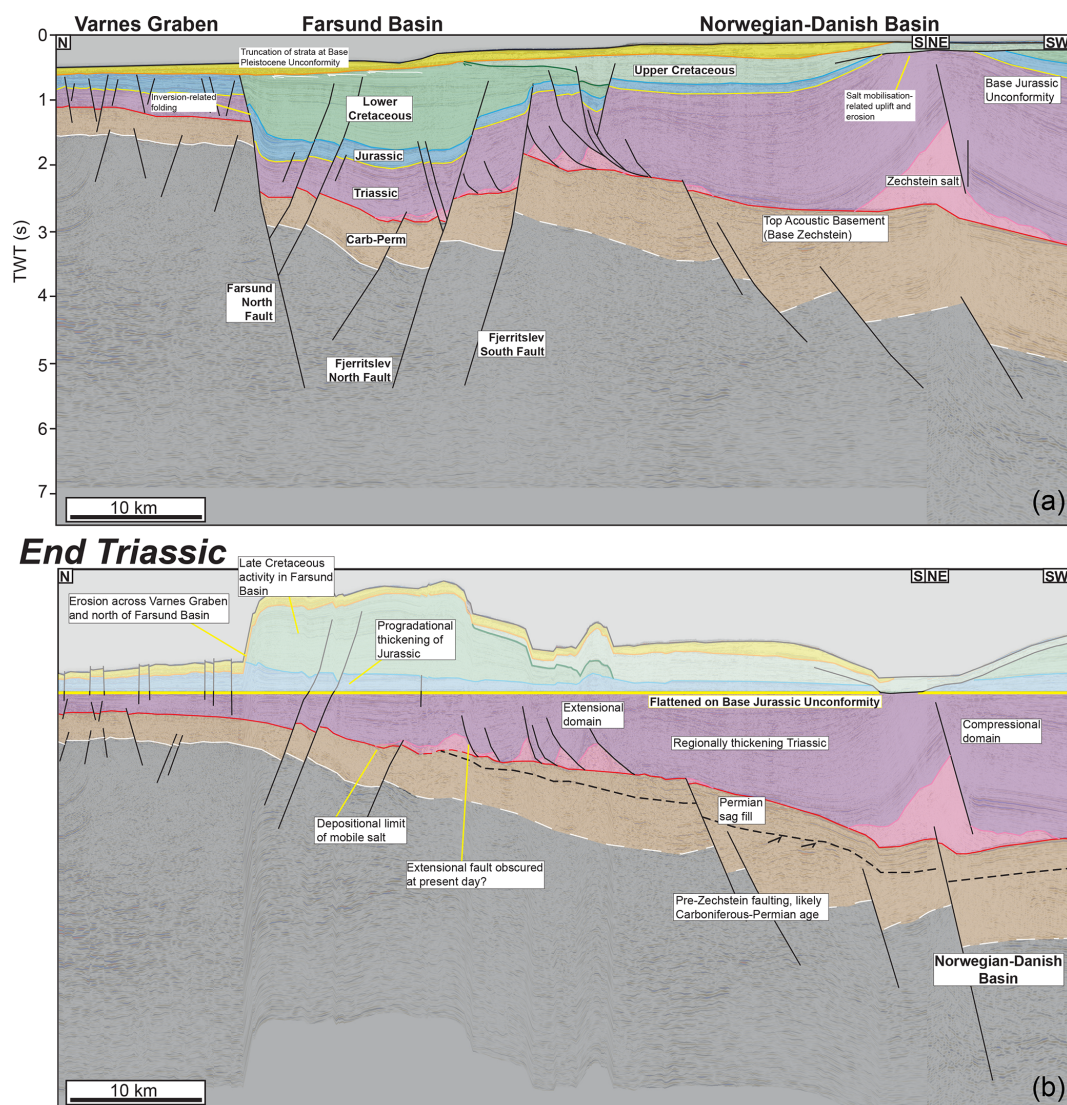 Varnes Graben
Farsund Basin
Norwegian-Danish Basin
N
S
NE
SW
0
1
2
3
4
5
6
7
TWT (s)
Truncation of strata at Base
Pleistocene Unconformity
Inversion-related
folding
Lower
Cretaceous
Upper Cretaceous
Salt mobilisation-
related uplift and
erosion
Base Jurassic
Unconformity
Jurassic
Triassic
Zechstein salt
Carb-Perm
Top Acoustic Basement
(Base Zechstein)
Farsund
North
Fault
Fjerritslev
North Fault
Fjerritslev
South Fault
10 km
(a)
End Triassic
N
S
NE
SW
Late Cretaceous
activity in Farsund
Basin
Erosion across Varnes Graben
and north of Farsund Basin
Progradational
thickening of
Jurassic
Flattened on Base Jurassic Unconformity
Extensional
domain
Regionally thickening Triassic
Compressional
domain
Permian
sag fill
Depositional limit
of mobile salt
Extensional fault obscured
at present day?
Pre-Zechstein faulting, likely
Carboniferous-Permian age
Norwegian-Danish
Basin
10 km
(b)